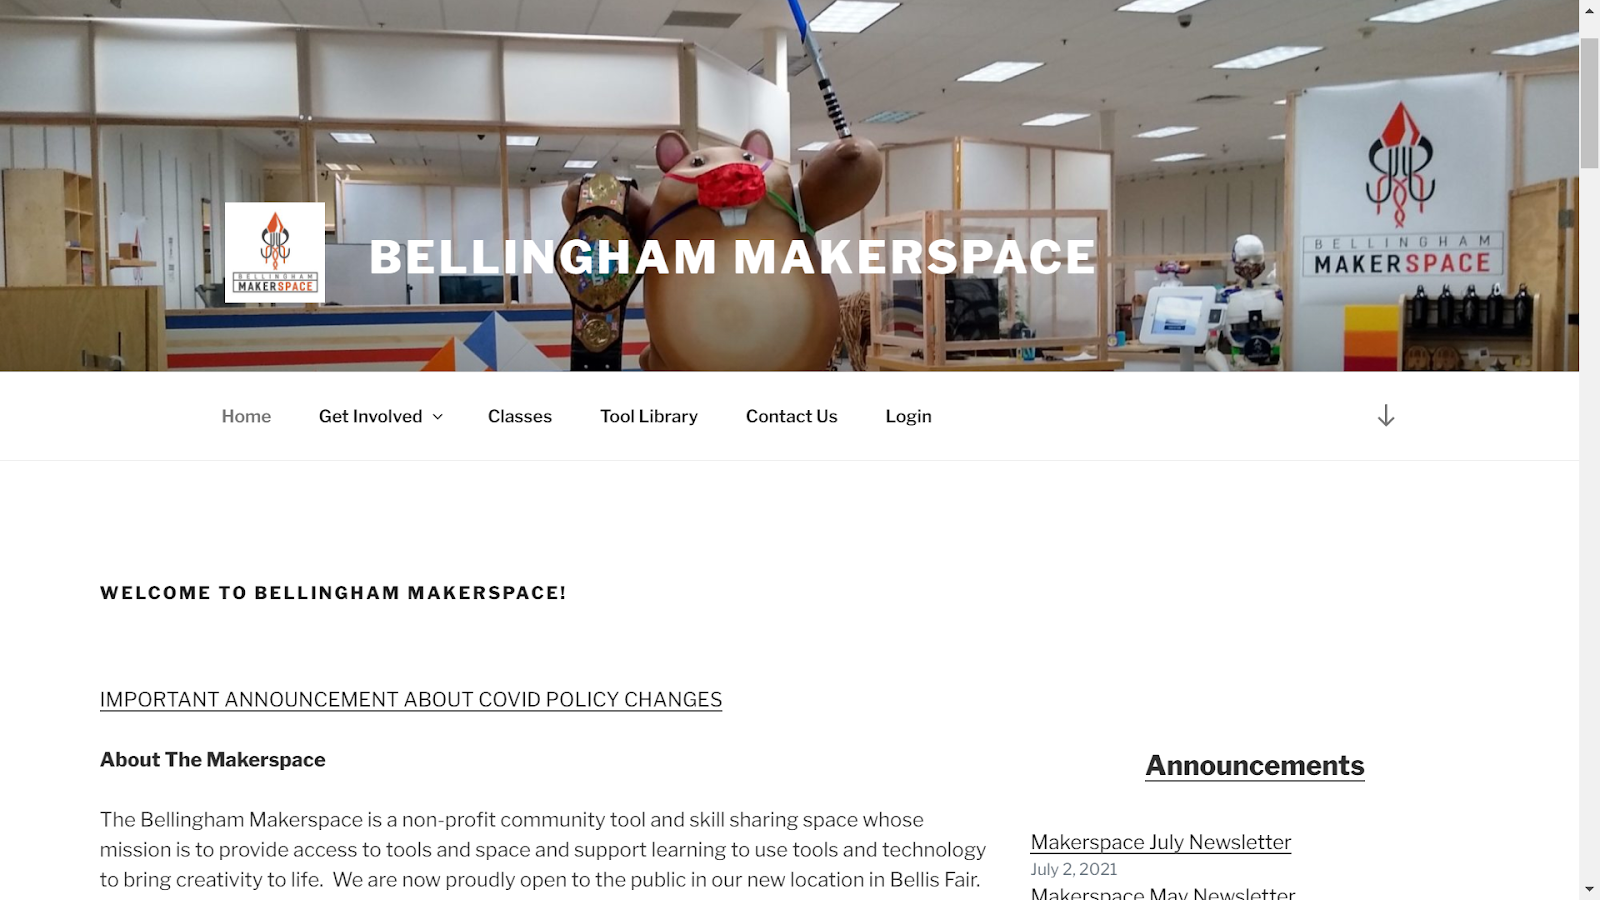 BELLINGHAM
MAKERSPACE
BELLINGHAM MAKERSPACE
BELLINGHAM
MAKERSPACE
Home
Get Involved
Classes
Tool Library
Contact Us
Login
WELCOME TO BELLINGHAM MAKERSPACE!
IMPORTANT ANNOUNCEMENT ABOUT COVID POLICY CHANGES
About The Makerspace
The Bellingham Makerspace is a non-profit community tool and skill sharing space whose
mission is to provide access to tools and space and support learning to use tools and technology
to bring creativity to life. We are now proudly open to the public in our new location in Bellis Fair.
Announcements
Makerspace July Newsletter
July 2, 2021
Makerspace May Newsletter